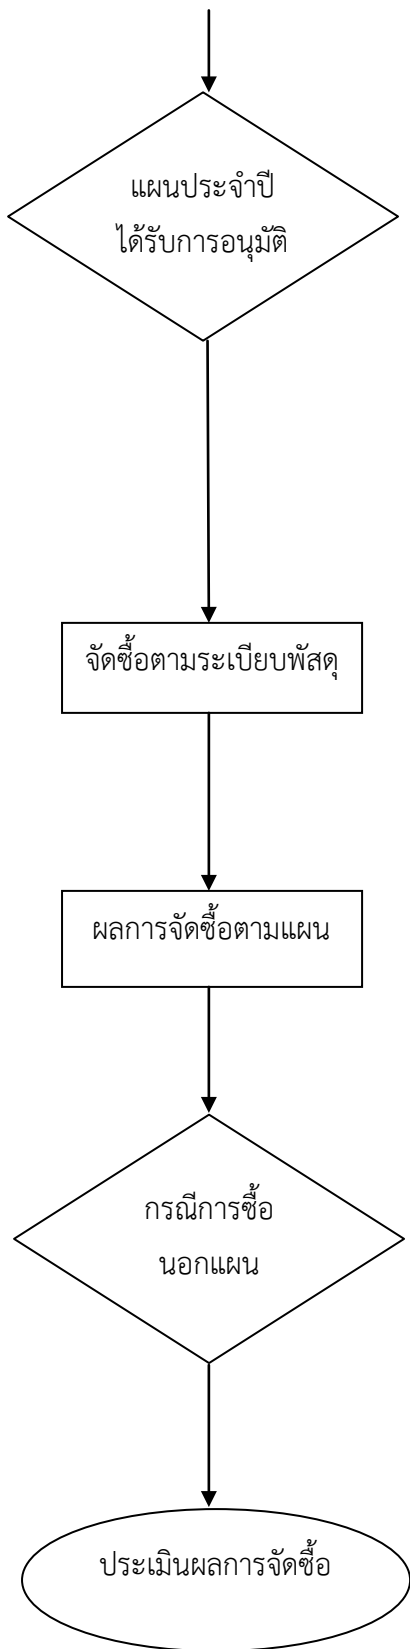 แผนประจำปี
ได้รับการอนุมัติ
จัดซื้อตามระเบียบพัสดุ
ผลการจัดซื้อตามแผน
กรณีการซื้อ
นอกแผน
ประเมินผลการจัดซื้อ